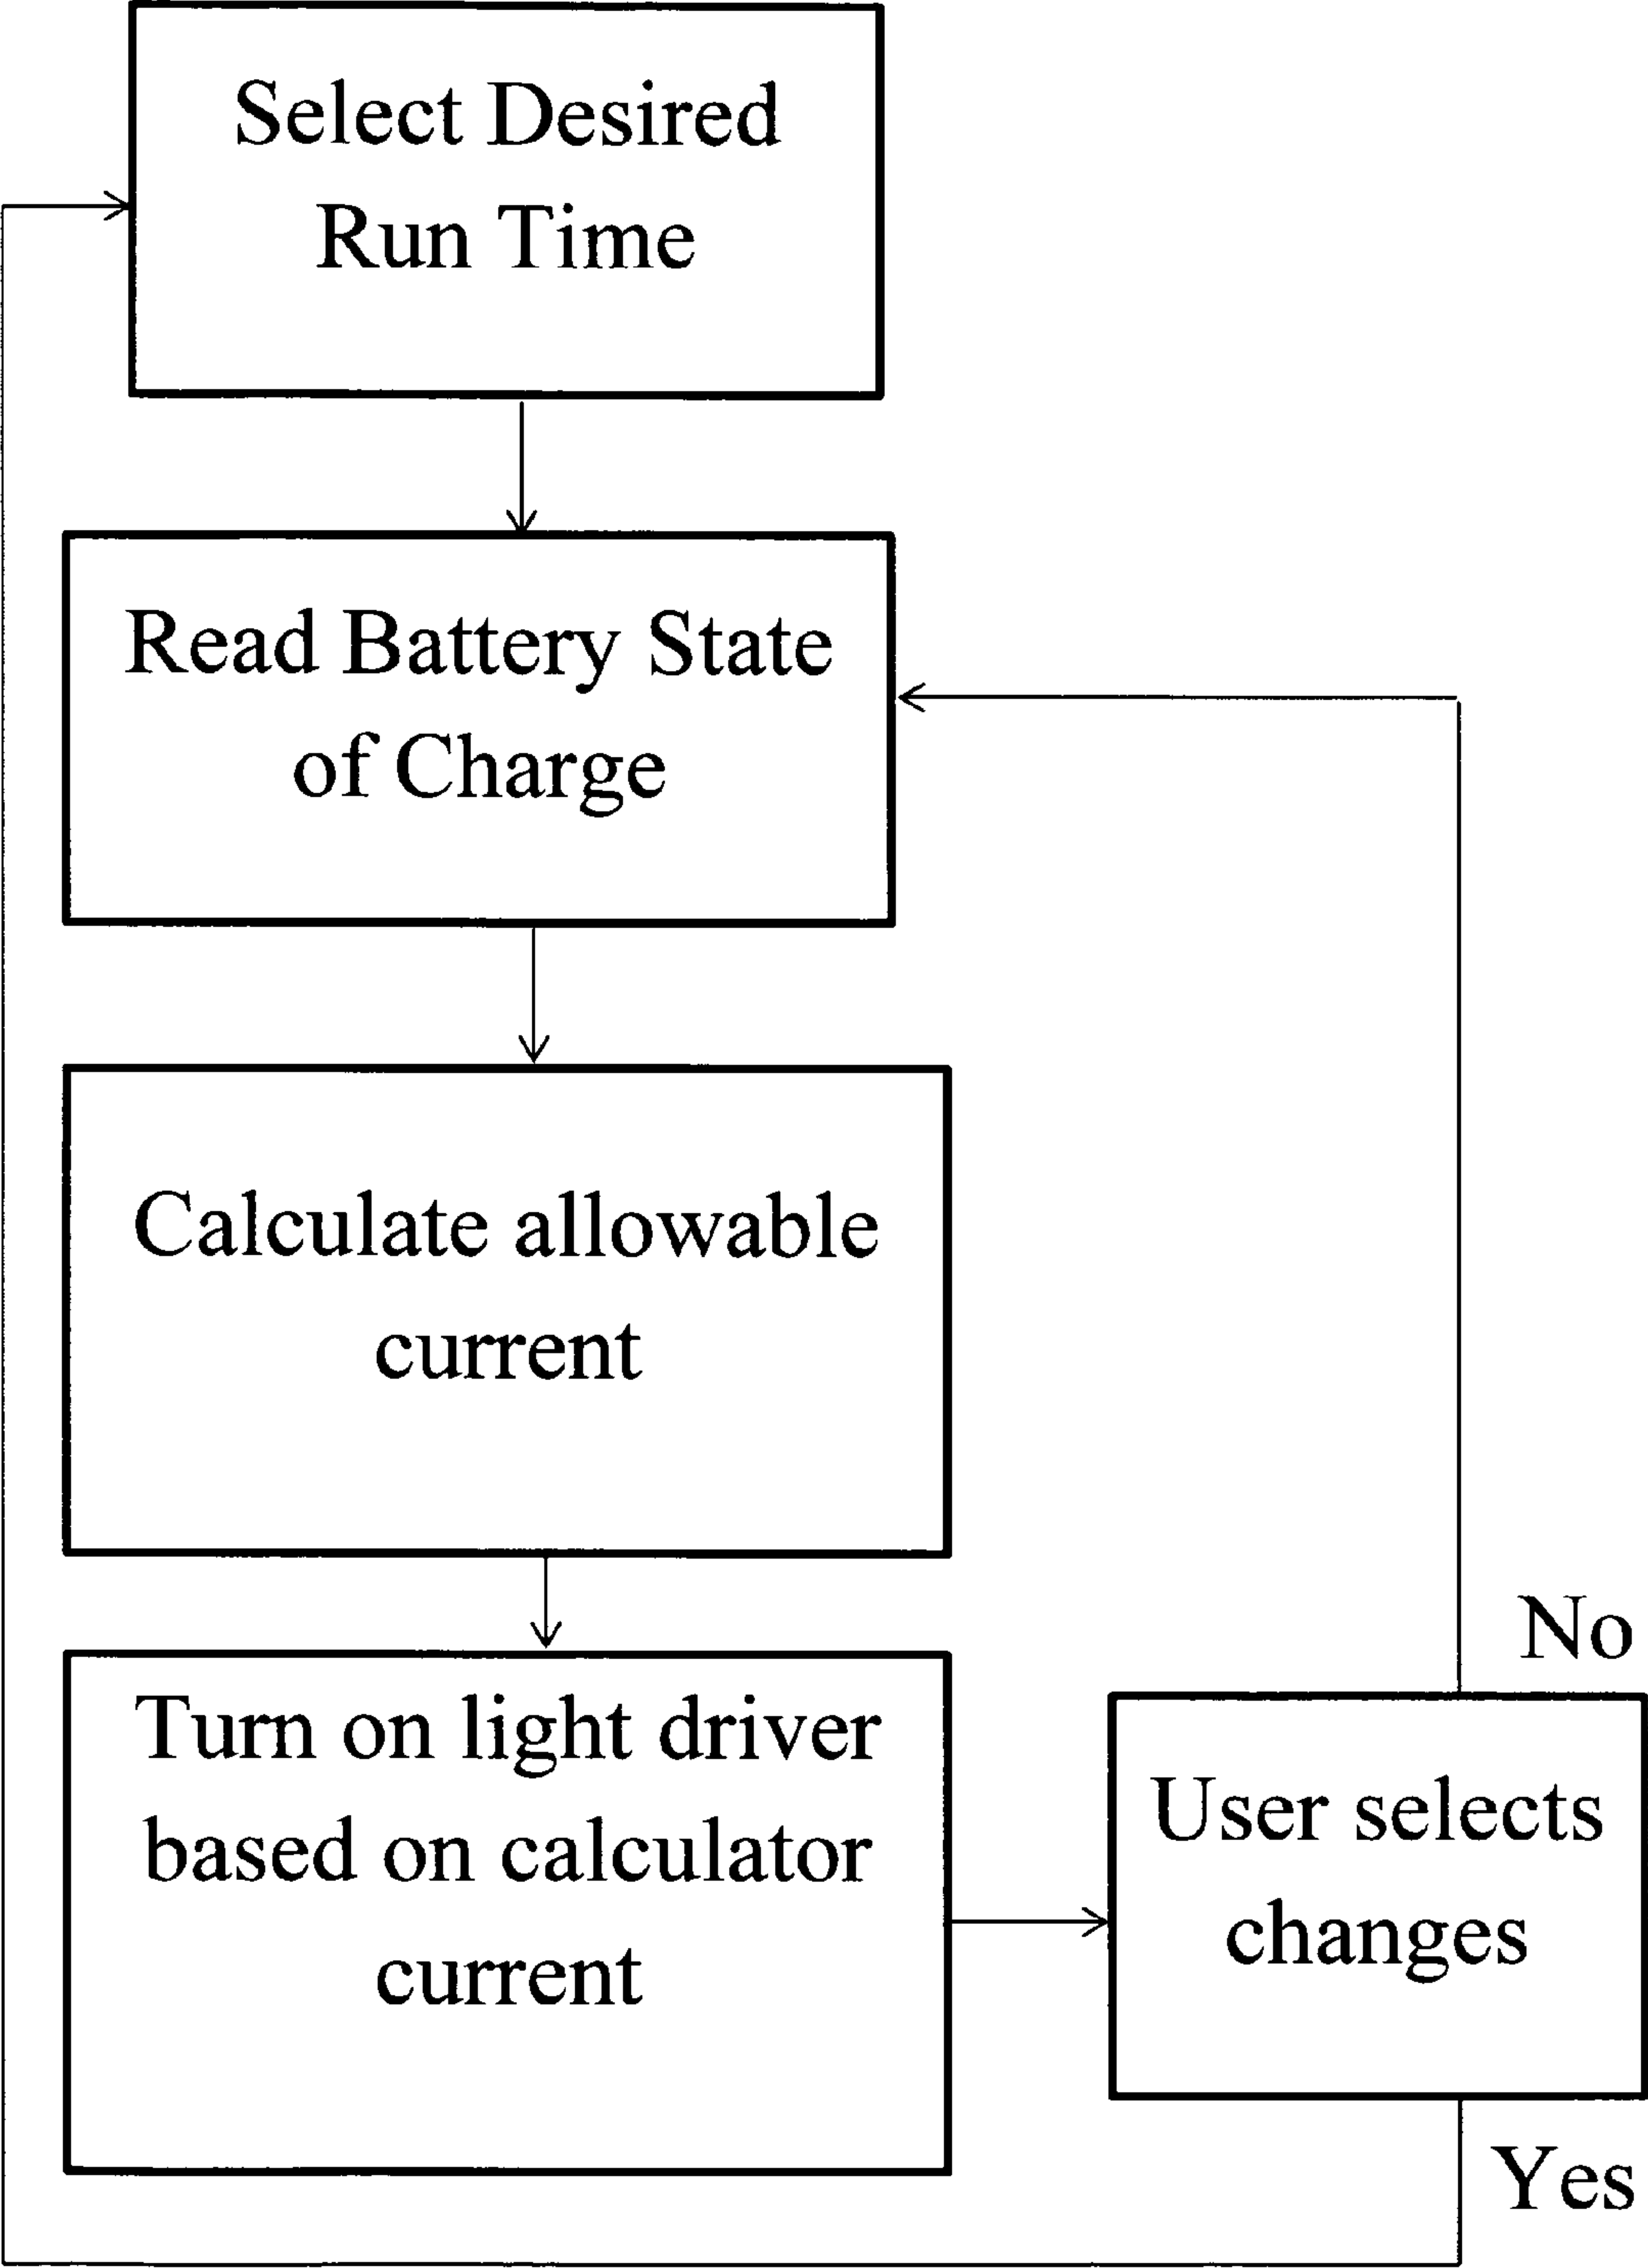 Select Desired
Run Time
Read Battery State
of Charge
Calculate allowable
current
Turn on light driver
based on calculator
current
No
User selects
changes
Yes